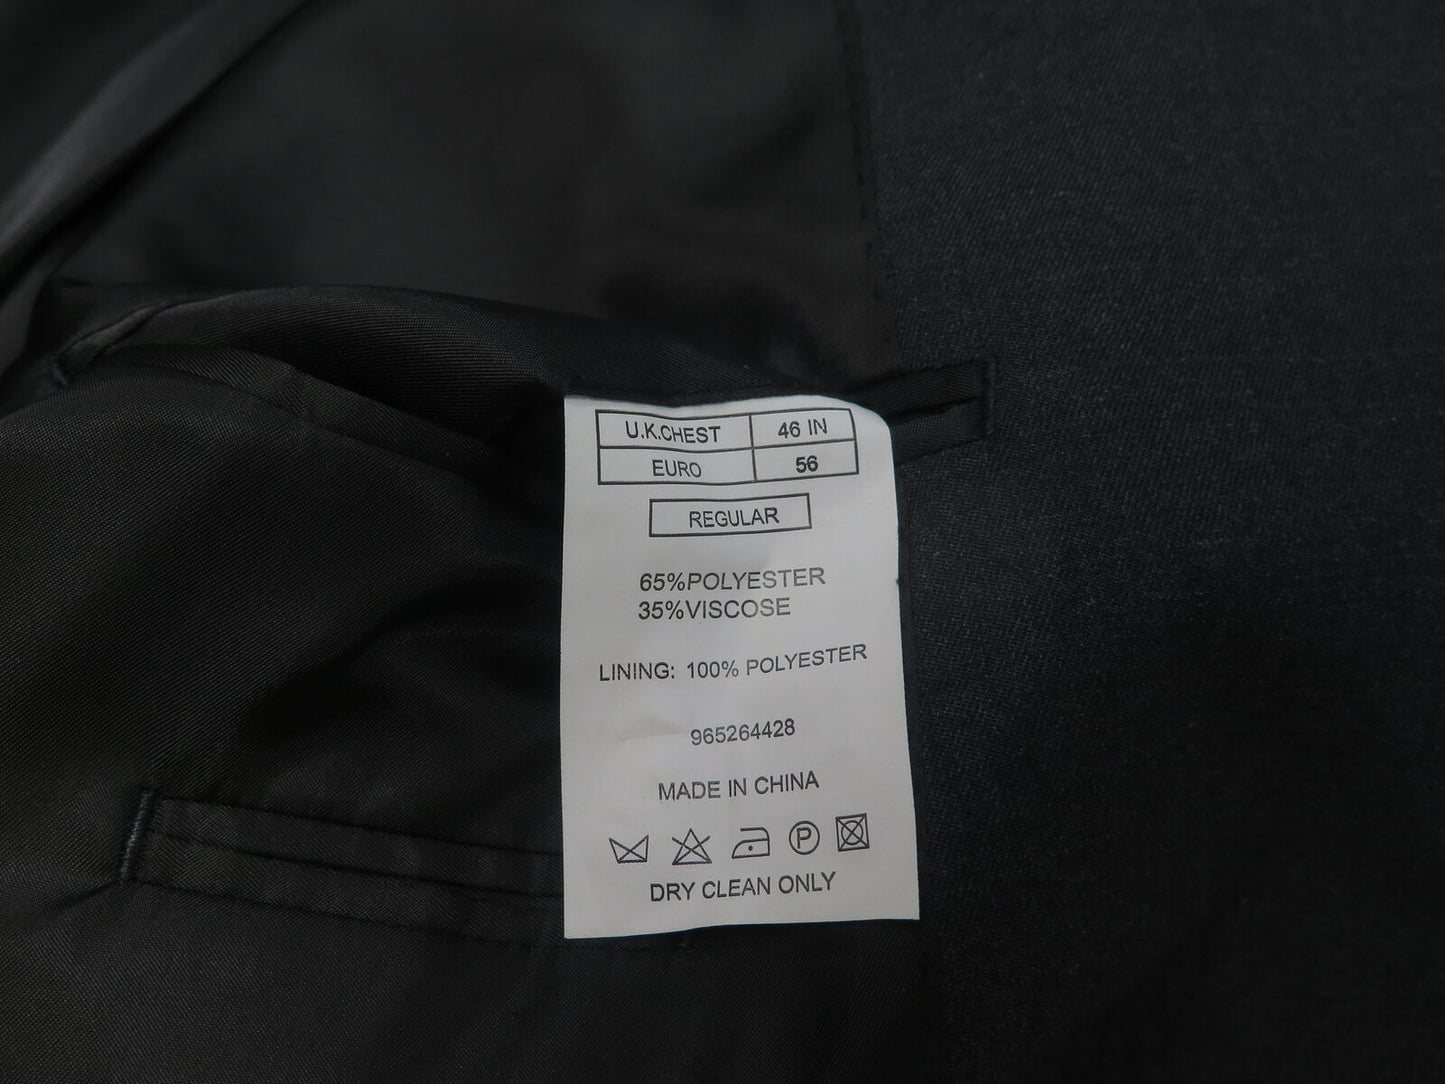 U.K.CHEST 46 IN
EURO 56
REGULAR
65%POLYESTER
35%VISCOSE
LINING: 100% POLYESTER
965264428
MADE IN CHINA
P
DRY CLEAN ONLY